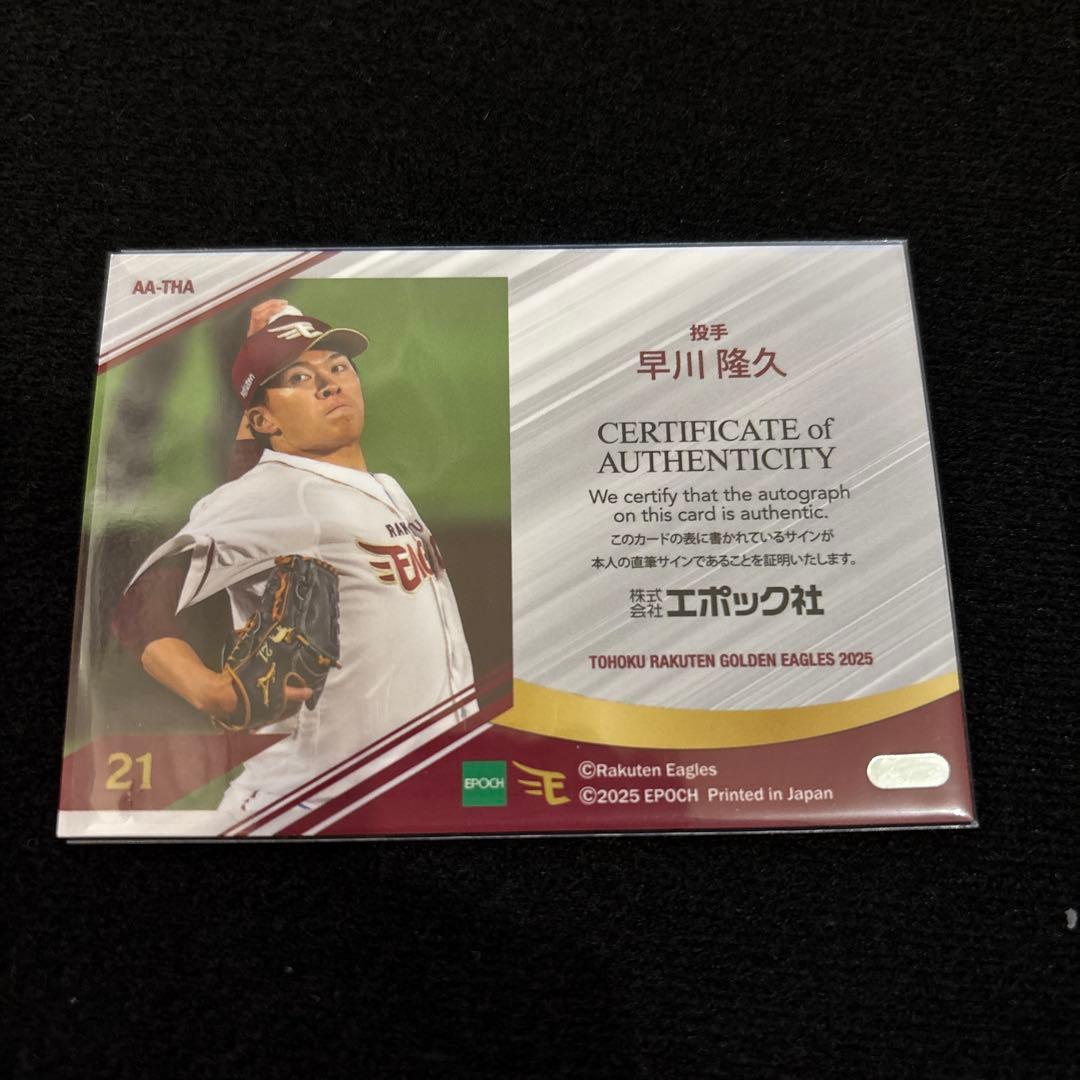 AA-THA
投手
早川 隆久
CERTIFICATE of
AUTHENTICITY
We certify that the autograph
on this card is authentic.
このカードの表に書かれているサインが
本人の直筆サインであることを証明いたします。
株式会社 エポック社
TOHOKU RAKUTEN GOLDEN EAGLES 2025
21
21
EPOCH
E
©Rakuten Eagles
©2025 EPOCH Printed in Japan